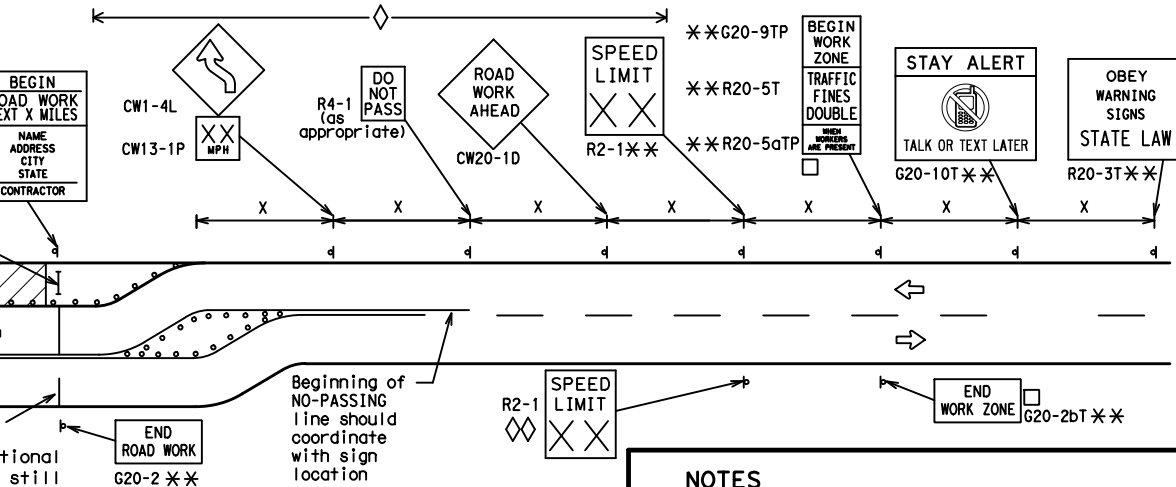 BEGIN
ROAD WORK
NEXT X MILES
NAME
ADDRESS
CITY
STATE
CONTRACTOR
CW1-4L
CW13-1P
XX
MPH
R4-1
(as
appropriate)
DO
NOT
PASS
ROAD
WORK
AHEAD
CW20-1D
SPEED
LIMIT
X X
R2-1**
**G20-9TP
**R20-5T
**R20-5aTP
BEGIN
WORK
ZONE
TRAFFIC
FINES
DOUBLE
WHEN
WORKERS
ARE PRESENT
STAY ALERT
TALK OR TEXT LATER
G20-10T**
OBEY
WARNING
SIGNS
STATE LAW
R20-3T**
X X X X X X X
Beginning of
NO-PASSING
line should
coordinate
with sign
location
R2-1
SPEED
LIMIT
X X
END
WORK ZONE
G20-2bT**
END
ROAD WORK
G20-2 **
tional
still
NOTES